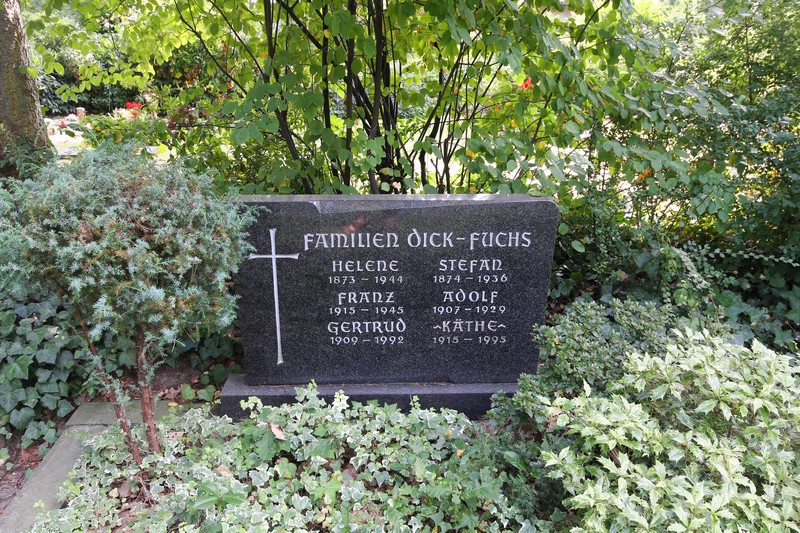 FAMILIEN DICK-FUCHS
HELENE STEFAN
1873 - 1944 1874 - 1936
FRANZ ADOLF
1915 - 1945 1907 - 1929
GERTRUD ~KÄTHE~
1909 - 1992 1915 - 1995